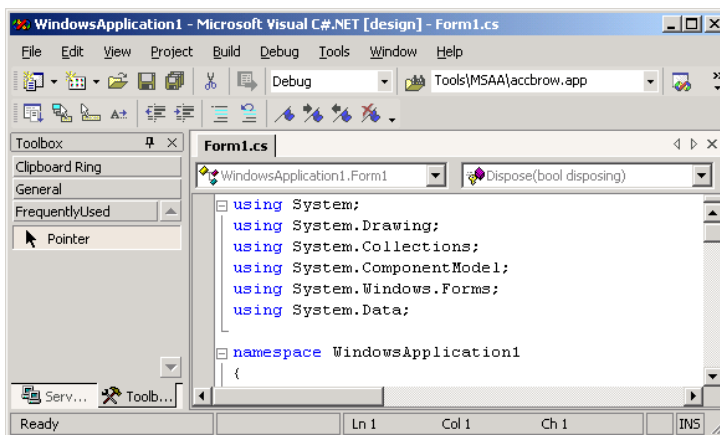 WindowsApplication1 - Microsoft Visual C#.NET [design] - Form1.cs
File Edit View Project Build Debug Tools Window Help
Debug Tools\MSAA\accbrow.app
Toolbox
Clipboard Ring
General
FrequentlyUsed
Pointer
Serv... Toolb...
Form1.cs
WindowsApplication1.Form1 Dispose(bool disposing)
using System;
using System.Drawing;
using System.Collections;
using System.ComponentModel;
using System.Windows.Forms;
using System.Data;
namespace WindowsApplication1
{
Ready Ln 1 Col 1 Ch 1 INS